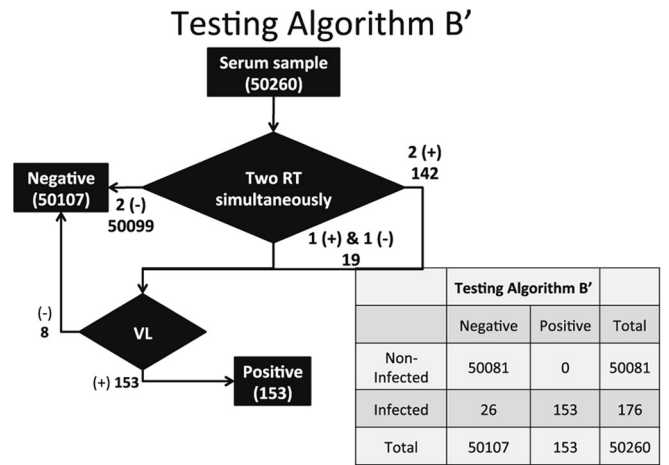 Testing Algorithm B’
Serum sample
(50260)
Two RT
simultaneously
2 (+)
142
Negative
(50107)
2 (-)
50099
1 (+) & 1 (-)
19
(-)
8
VL
(+) 153
Positive
(153)
Testing Algorithm B’
Negative Positive Total
Non-
Infected 50081 0 50081
Infected 26 153 176
Total 50107 153 50260